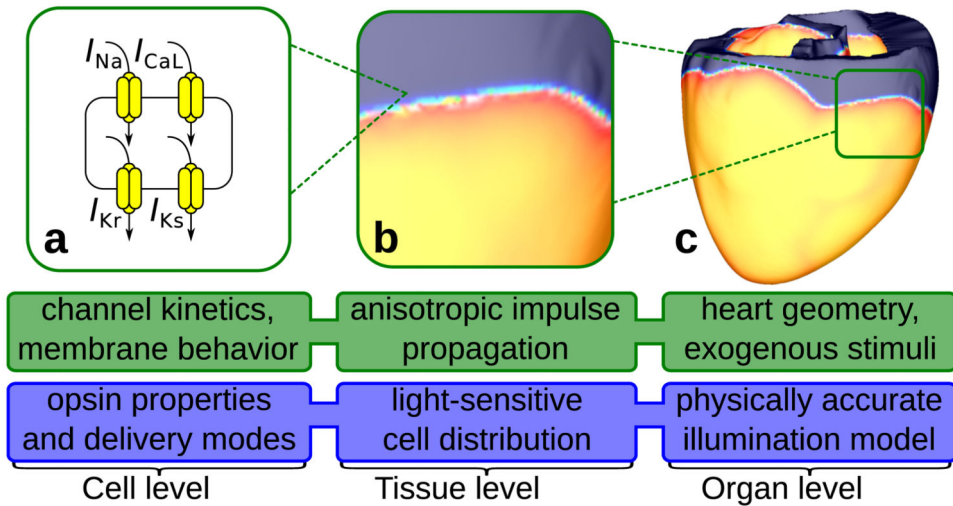 I_Na I_CaL
I_Kr I_Ks
a
b
c
channel kinetics,
membrane behavior
anisotropic impulse
propagation
heart geometry,
exogenous stimuli
opsin properties
and delivery modes
light-sensitive
cell distribution
physically accurate
illumination model
Cell level
Tissue level
Organ level